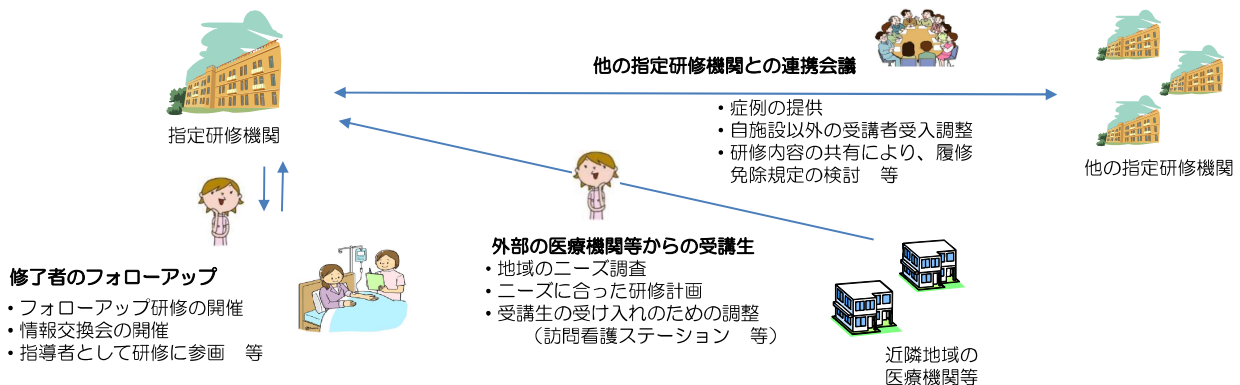 他の指定研修機関との連携会議
・症例の提供
・自施設以外の受講者受入調整
・研修内容の共有により、履修
免除規定の検討　等
指定研修機関
他の指定研修機関
外部の医療機関等からの受講生
・地域のニーズ調査
・ニーズに合った研修計画
・受講生の受け入れのための調整
（訪問看護ステーション　等）
修了者のフォローアップ
・フォローアップ研修の開催
・情報交換会の開催
・指導者として研修に参画　等
近隣地域の
医療機関等